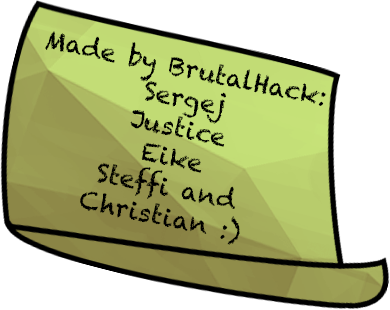 Made by BrutalHack:
Sergej
Justice
Eike
Steffi and
Christian :)